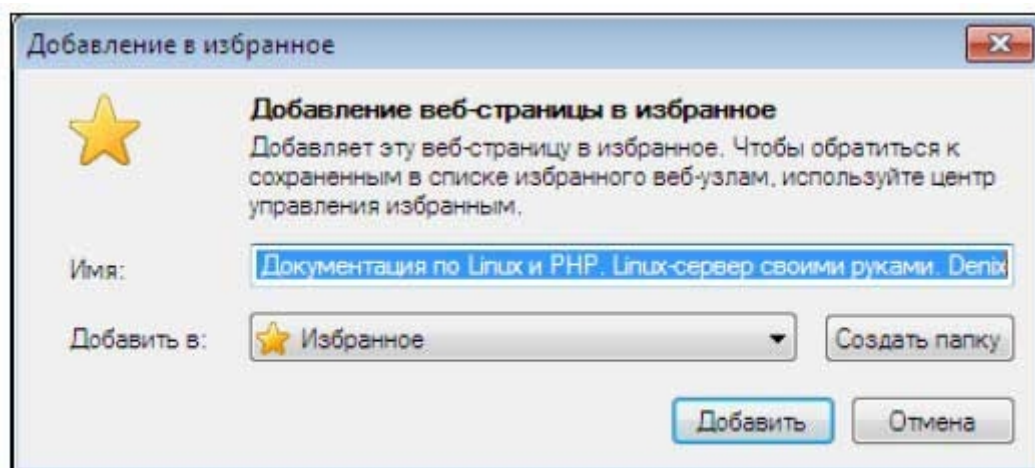 Добавление в избранное
Добавление веб-страницы в избранное
Добавляет эту веб-страницу в избранное. Чтобы обратиться к
сохраненным в списке избранного веб-узлам, используйте центр
управления избранным.
Имя:
Документация по Linux и PHP. Linux-сервер своими руками. Denix
Добавить в:
Избранное
Создать папку
Добавить
Отмена